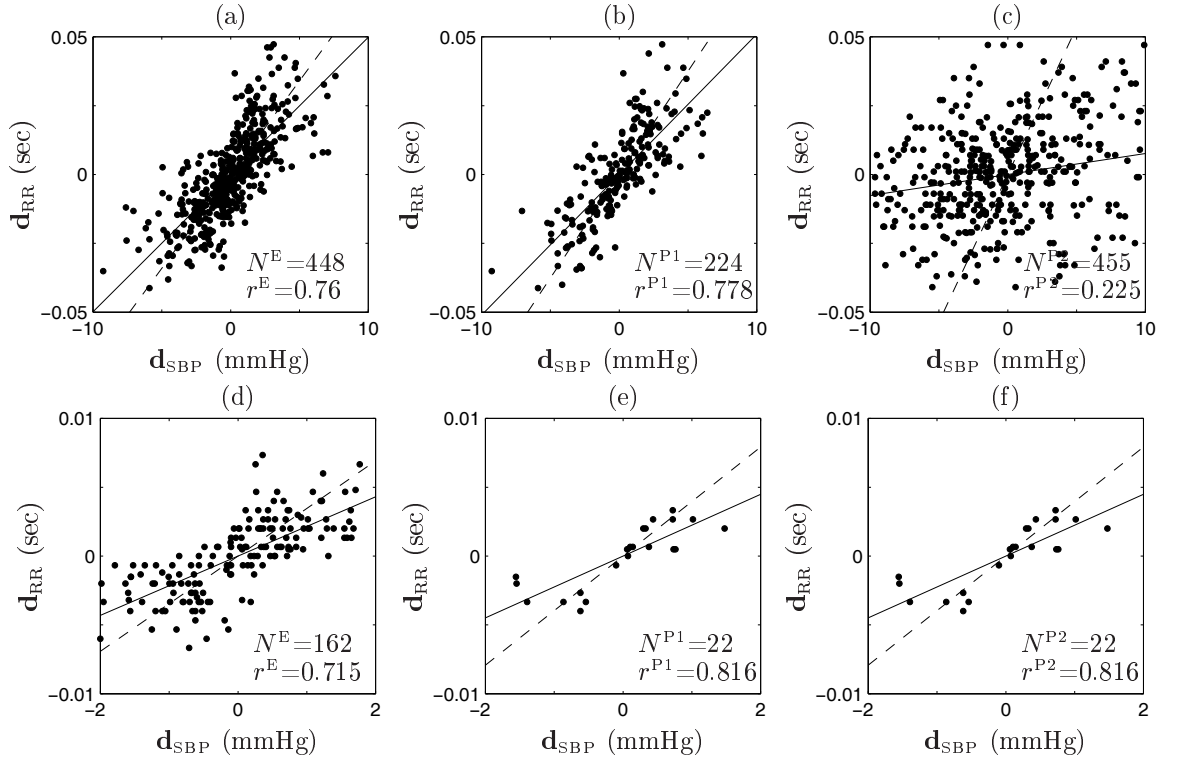 (a) (b) (c)
0.05 0.05 0.05
d_RR (sec) d_RR (sec) d_RR (sec)
0 0 0
N^E=448 N^P1=224 N^P2=455
r^E=0.76 r^P1=0.778 r^P2=0.225
−0.05 −0.05 −0.05
−10 0 10 −10 0 10 −10 0 10
d_SBP (mmHg) d_SBP (mmHg) d_SBP (mmHg)
(d) (e) (f)
0.01 0.01 0.01
d_RR (sec) d_RR (sec) d_RR (sec)
0 0 0
N^E=162 N^P1=22 N^P2=22
r^E=0.715 r^P1=0.816 r^P2=0.816
−0.01 −0.01 −0.01
−2 0 2 −2 0 2 −2 0 2
d_SBP (mmHg) d_SBP (mmHg) d_SBP (mmHg)